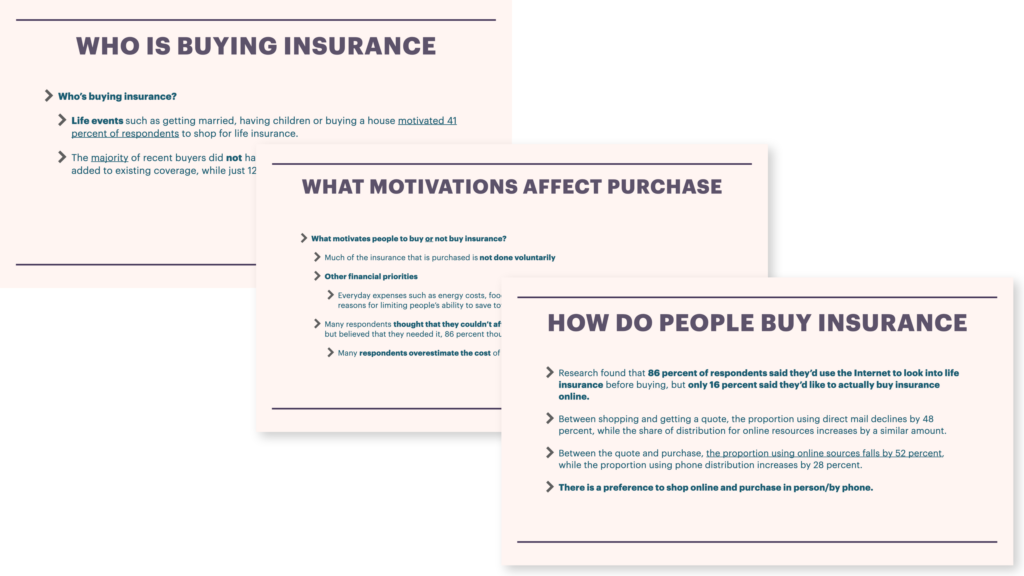 WHO IS BUYING INSURANCE
Who's buying insurance?
Life events such as getting married, having children or buying a house motivated 41
percent of respondents to shop for life insurance.
The majority of recent buyers did not ha
added to existing coverage, while just 12
WHAT MOTIVATIONS AFFECT PURCHASE
What motivates people to buy or not buy insurance?
Much of the insurance that is purchased is not done voluntarily
Other financial priorities
Everyday expenses such as energy costs, foo
reasons for limiting people's ability to save to
Many respondents thought that they couldn't af
but believed that they needed it, 86 percent thou
Many respondents overestimate the cost of
HOW DO PEOPLE BUY INSURANCE
Research found that 86 percent of respondents said they'd use the Internet to look into life
insurance before buying, but only 16 percent said they'd like to actually buy insurance
online.
Between shopping and getting a quote, the proportion using direct mail declines by 48
percent, while the share of distribution for online resources increases by a similar amount.
Between the quote and purchase, the proportion using online sources falls by 52 percent,
while the proportion using phone distribution increases by 28 percent.
There is a preference to shop online and purchase in person/by phone.